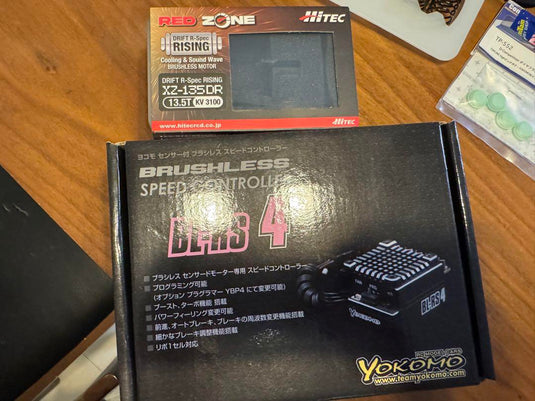 RED ZONE
HiTEC
DRIFT R-Spec
RISING
Cooling & Sound Wave
BRUSHLESS MOTOR
DRIFT R-Spec RISING
XZ-135DR
13.5T KV 3100
www.hitecrcd.co.jp
HiTEC
TP-552
ヨコモ センサー付 ブラシレス スピードコントローラー
BRUSHLESS
SPEED CONTROLLER
BL-RS 4
■ ブラシレス センサードモーター専用 スピードコントローラー
■ プログラミング可能
(オプション プラグラマー YBP4 にて変更可能)
■ ブースト、ターボ機能 搭載
■ パワーフィーリング変更可能
■ 前進、オートブレーキ、ブレーキの周波数変更機能搭載
■ 細かなブレーキ調整機能搭載
■ リポ1セル対応
YOKOMO
BL-RS 4
YOKOMO
www.teamyokomo.com